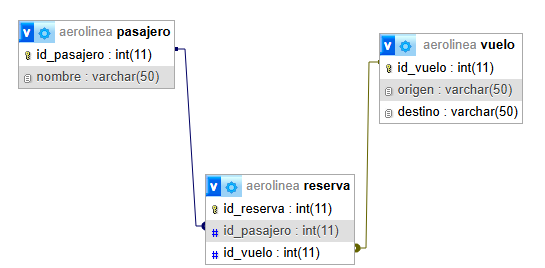 v aerolinea pasajero
id_pasajero : int(11)
nombre : varchar(50)
v aerolinea vuelo
id_vuelo : int(11)
origen : varchar(50)
destino : varchar(50)
v aerolinea reserva
id_reserva : int(11)
# id_pasajero : int(11)
# id_vuelo : int(11)